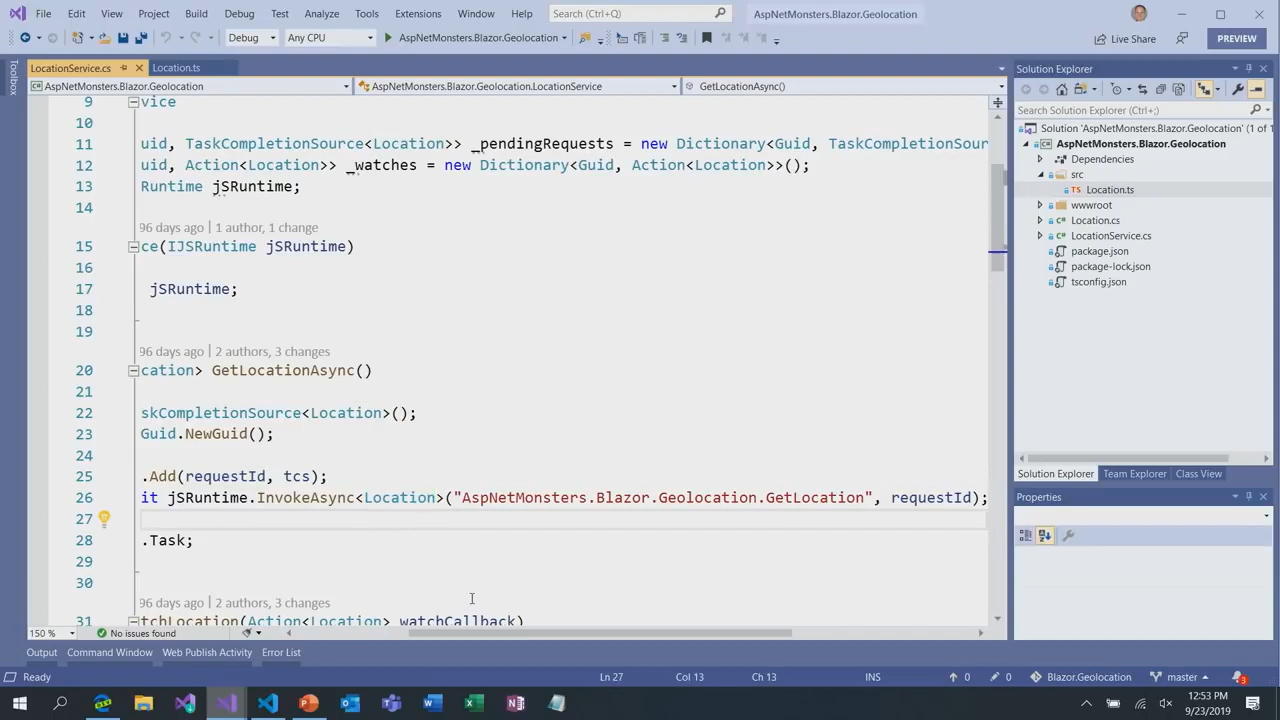 File Edit View Project Build Debug Test Analyze Tools Extensions Window Help Search (Ctrl+Q) AspNetMonsters.Blazor.Geolocation
Debug Any CPU AspNetMonsters.Blazor.Geolocation Live Share PREVIEW
Toolbox
LocationService.cs Location.ts
AspNetMonsters.Blazor.Geolocation AspNetMonsters.Blazor.Geolocation.LocationService GetLocationAsync()
9 vice
10
11 uid, TaskCompletionSource<Location>> _pendingRequests = new Dictionary<Guid, TaskCompletionSour
12 uid, Action<Location>> _watches = new Dictionary<Guid, Action<Location>>();
13 Runtime jSRuntime;
14
96 days ago | 1 author, 1 change
15 ce(IJSRuntime jSRuntime)
16
17 jSRuntime;
18
19
96 days ago | 2 authors, 3 changes
20 cation> GetLocationAsync()
21
22 skCompletionSource<Location>();
23 Guid.NewGuid();
24
25 .Add(requestId, tcs);
26 it jSRuntime.InvokeAsync<Location>("AspNetMonsters.Blazor.Geolocation.GetLocation", requestId);
27
28 .Task;
29
30
96 days ago | 2 authors, 3 changes
31 tchLocation(Action<Location> watchCallback)
150 % No issues found
Output Command Window Web Publish Activity Error List
Solution Explorer
Search Solution Explorer (Ctrl+;)
Solution 'AspNetMonsters.Blazor.Geolocation' (1 of 1
AspNetMonsters.Blazor.Geolocation
Dependencies
src
TS Location.ts
wwwroot
C# Location.cs
C# LocationService.cs
package.json
package-lock.json
tsconfig.json
Solution Explorer Team Explorer Class View
Properties
Ready Ln 27 Col 13 Ch 13 INS 0 0 Blazor.Geolocation master 3
12:53 PM
9/23/2019